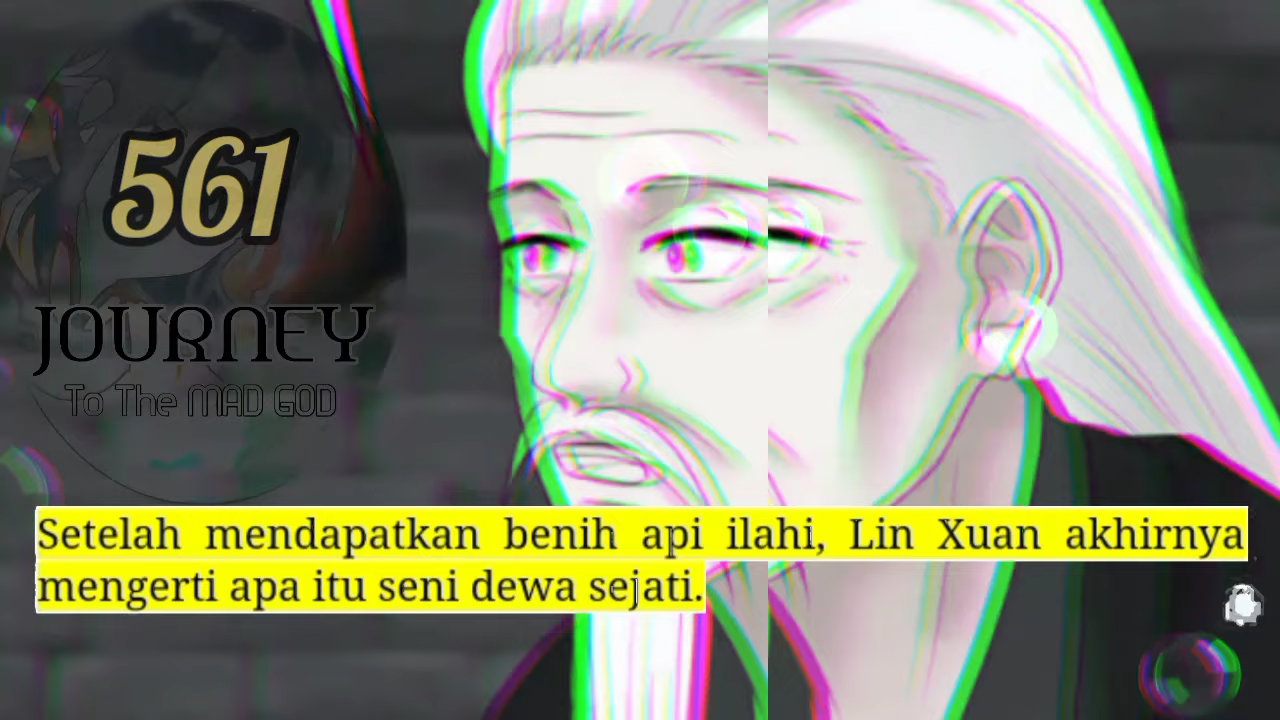 561
JOURNEY
To The MAD GOD
Setelah mendapatkan benih api ilahi, Lin Xuan akhirnya
mengerti apa itu seni dewa sejati.